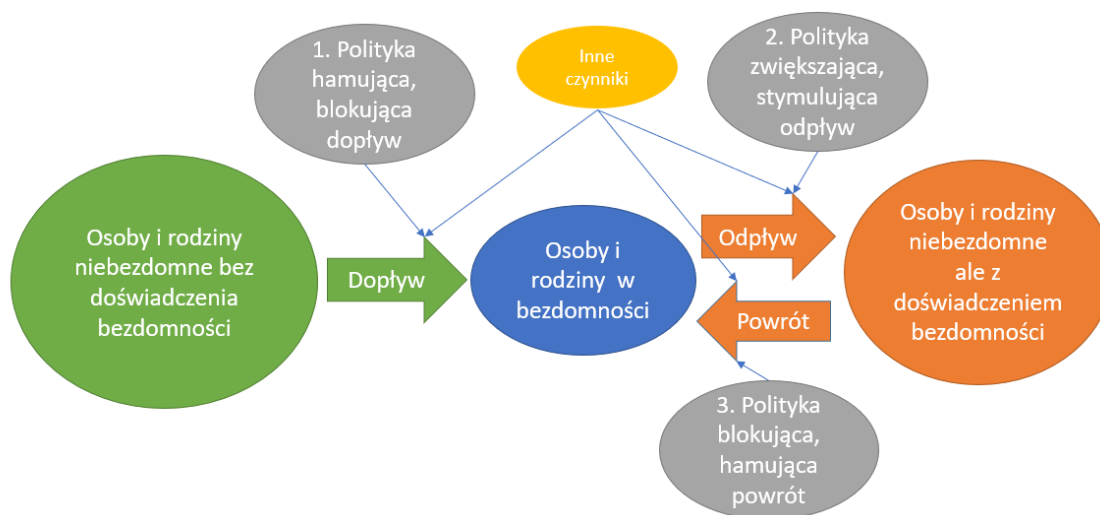 1. Polityka
hamująca,
blokująca
dopływ
Inne
czynniki
2. Polityka
zwiększająca,
stymulująca
odpływ
Osoby i rodziny
niebezdomne bez
doświadczenia
bezdomności
Dopływ
Osoby i
rodziny w
bezdomności
Odpływ
Powrót
Osoby i rodziny
niebezdomne
ale z
doświadczeniem
bezdomności
3. Polityka
blokująca,
hamująca
powrót